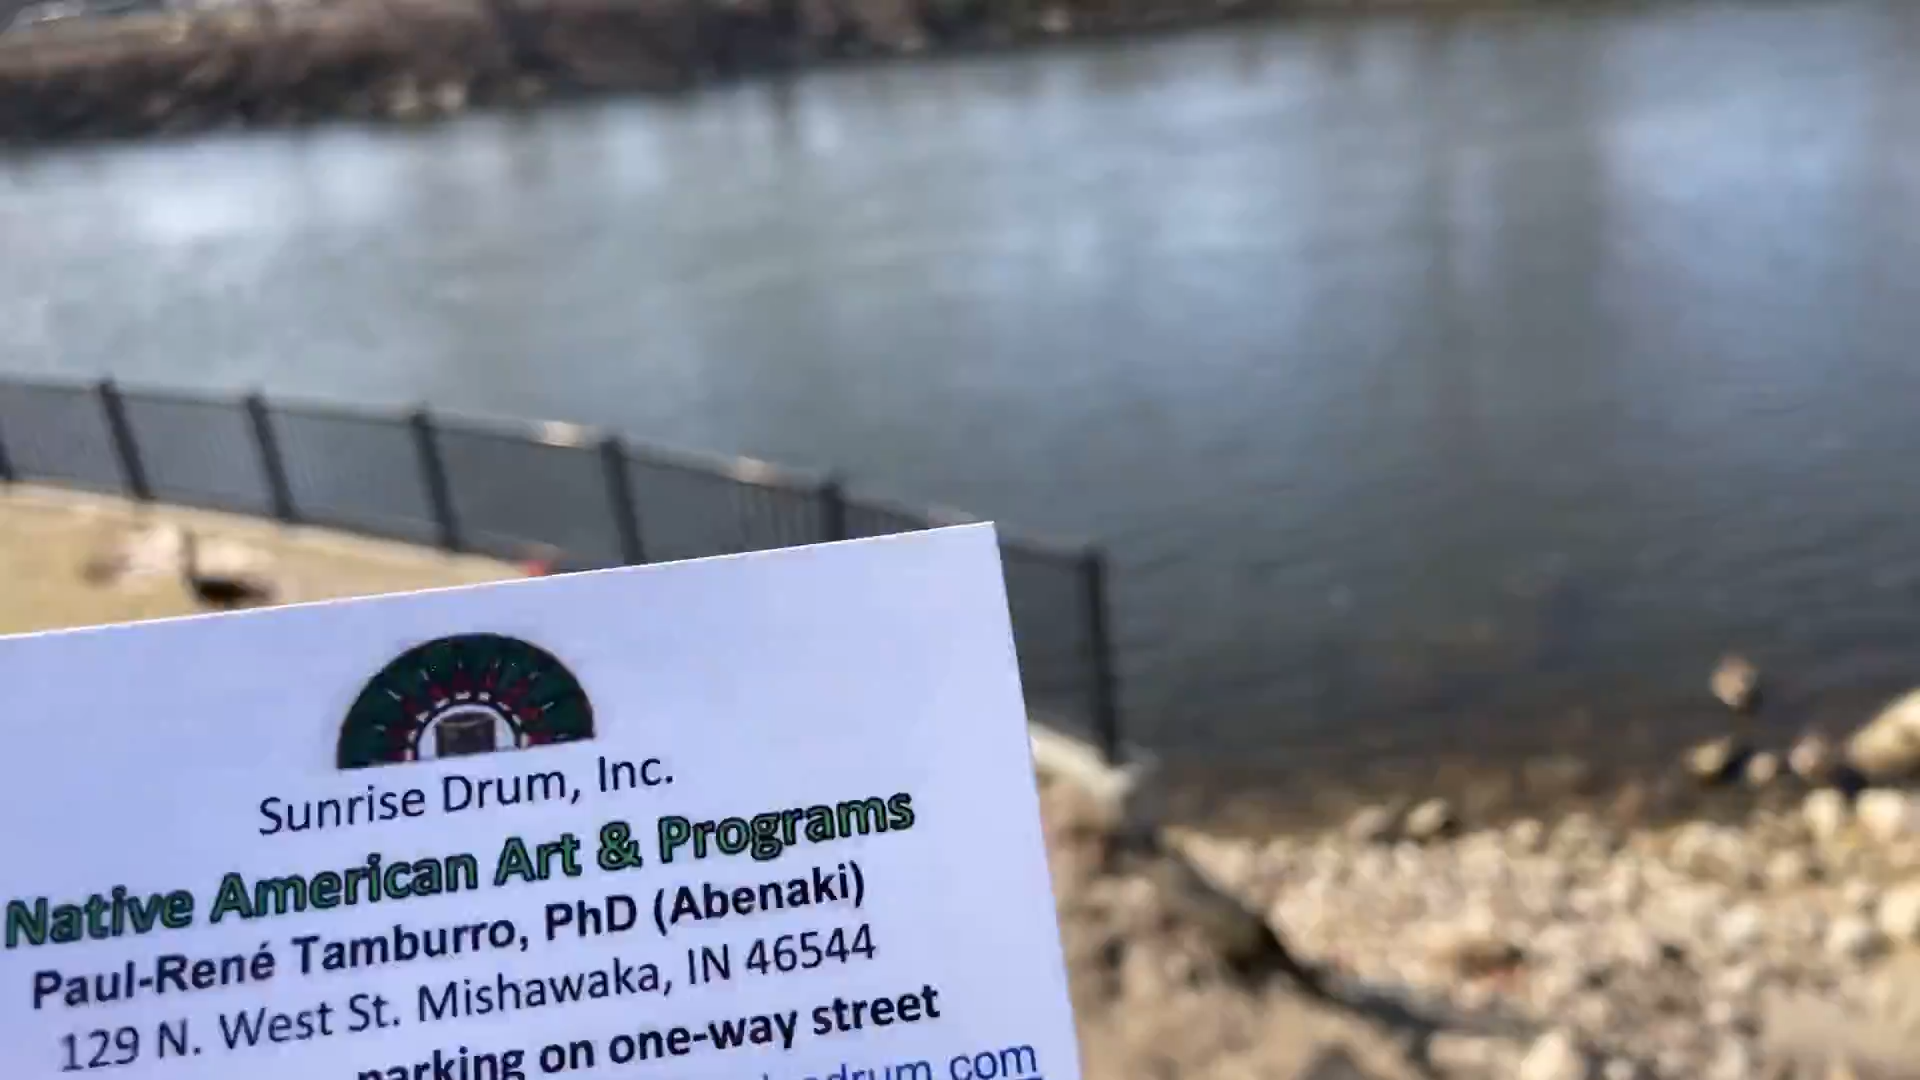 Sunrise Drum, Inc.
Native American Art & Programs
Paul-René Tamburro, PhD (Abenaki)
129 N. West St. Mishawaka, IN 46544
parking on one-way street
drum.com